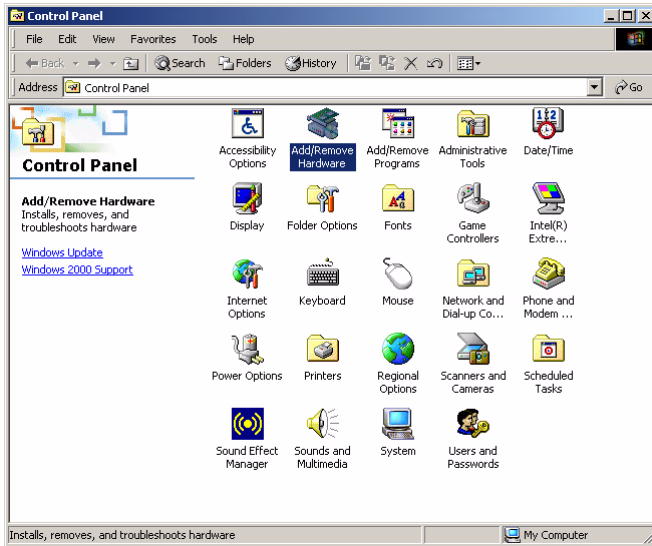 Control Panel
File Edit View Favorites Tools Help
Back Search Folders History
Address Control Panel Go
Control Panel
Add/Remove Hardware
Installs, removes, and
troubleshoots hardware
Windows Update
Windows 2000 Support
Accessibility
Options
Add/Remove
Hardware
Add/Remove
Programs
Administrative
Tools
12
Date/Time
Display
Folder Options
Fonts
Game
Controllers
Intel(R)
Extre...
Internet
Options
Keyboard
Mouse
Network and
Dial-up Co...
Phone and
Modem ...
Power Options
Printers
Regional
Options
Scanners and
Cameras
Scheduled
Tasks
Sound Effect
Manager
Sounds and
Multimedia
System
Users and
Passwords
Installs, removes, and troubleshoots hardware
My Computer